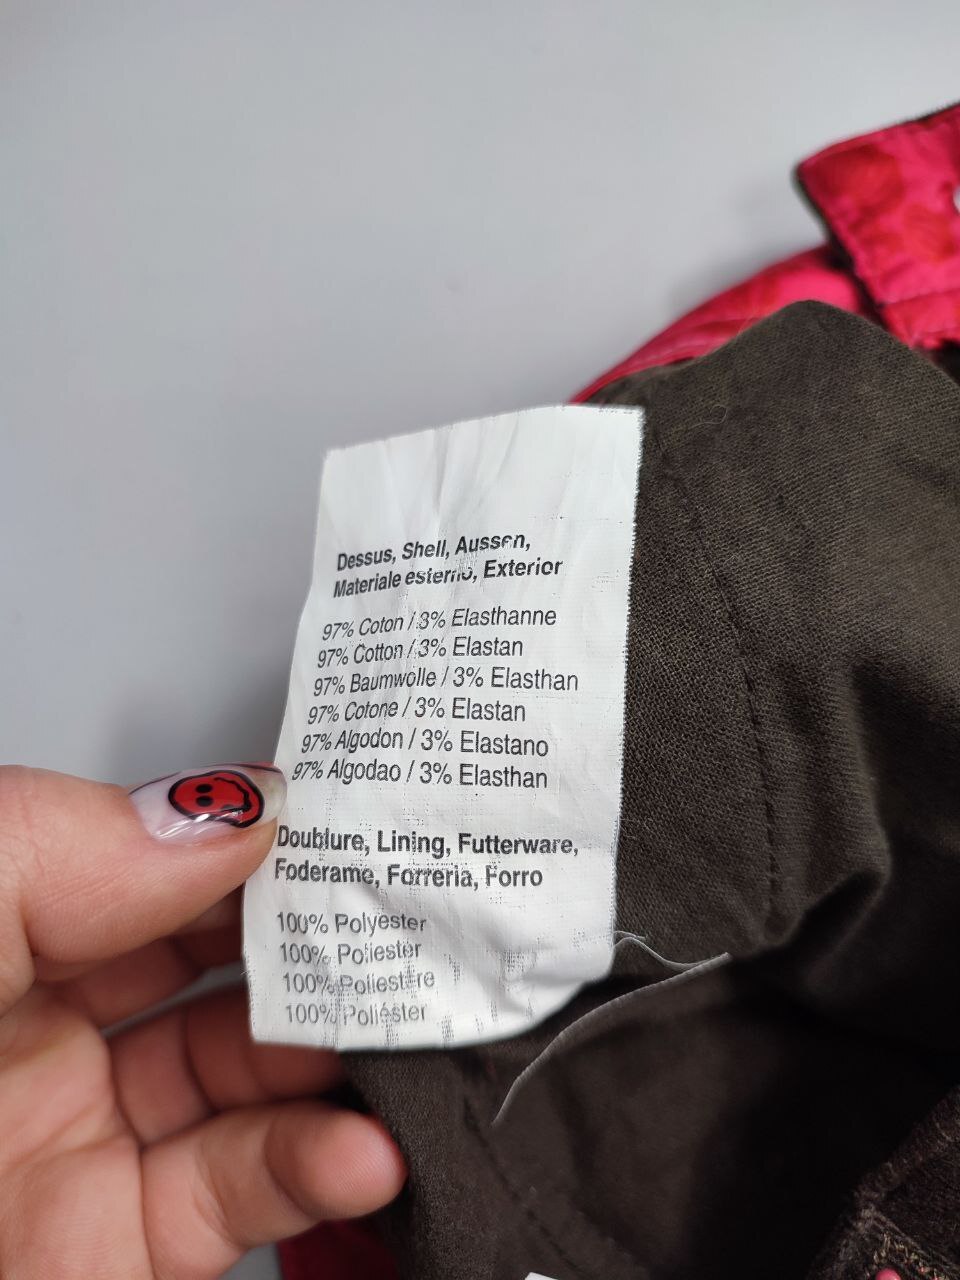 Dessus, Shell, Aussen,
Materiale esterno, Exterior
97% Coton / 3% Elasthanne
97% Cotton / 3% Elastan
97% Baumwolle / 3% Elasthan
97% Cotone / 3% Elastan
97% Algodon / 3% Elastano
97% Algodao / 3% Elasthan
Doublure, Lining, Futterware,
Foderame, Forreria, Forro
100% Polyester
100% Poliester
100% Poliestere
100% Poliéster